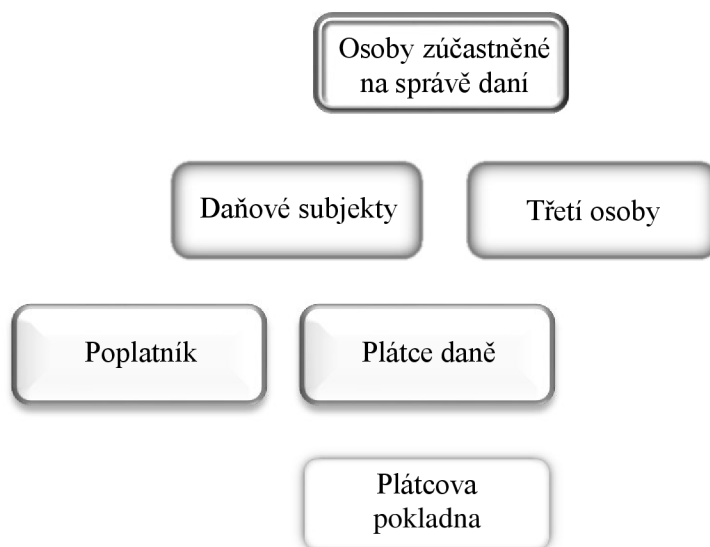 Osoby zúčastněné
na správě daní
Daňové subjekty
Třetí osoby
Poplatník
Plátce daně
Plátcova
pokladna